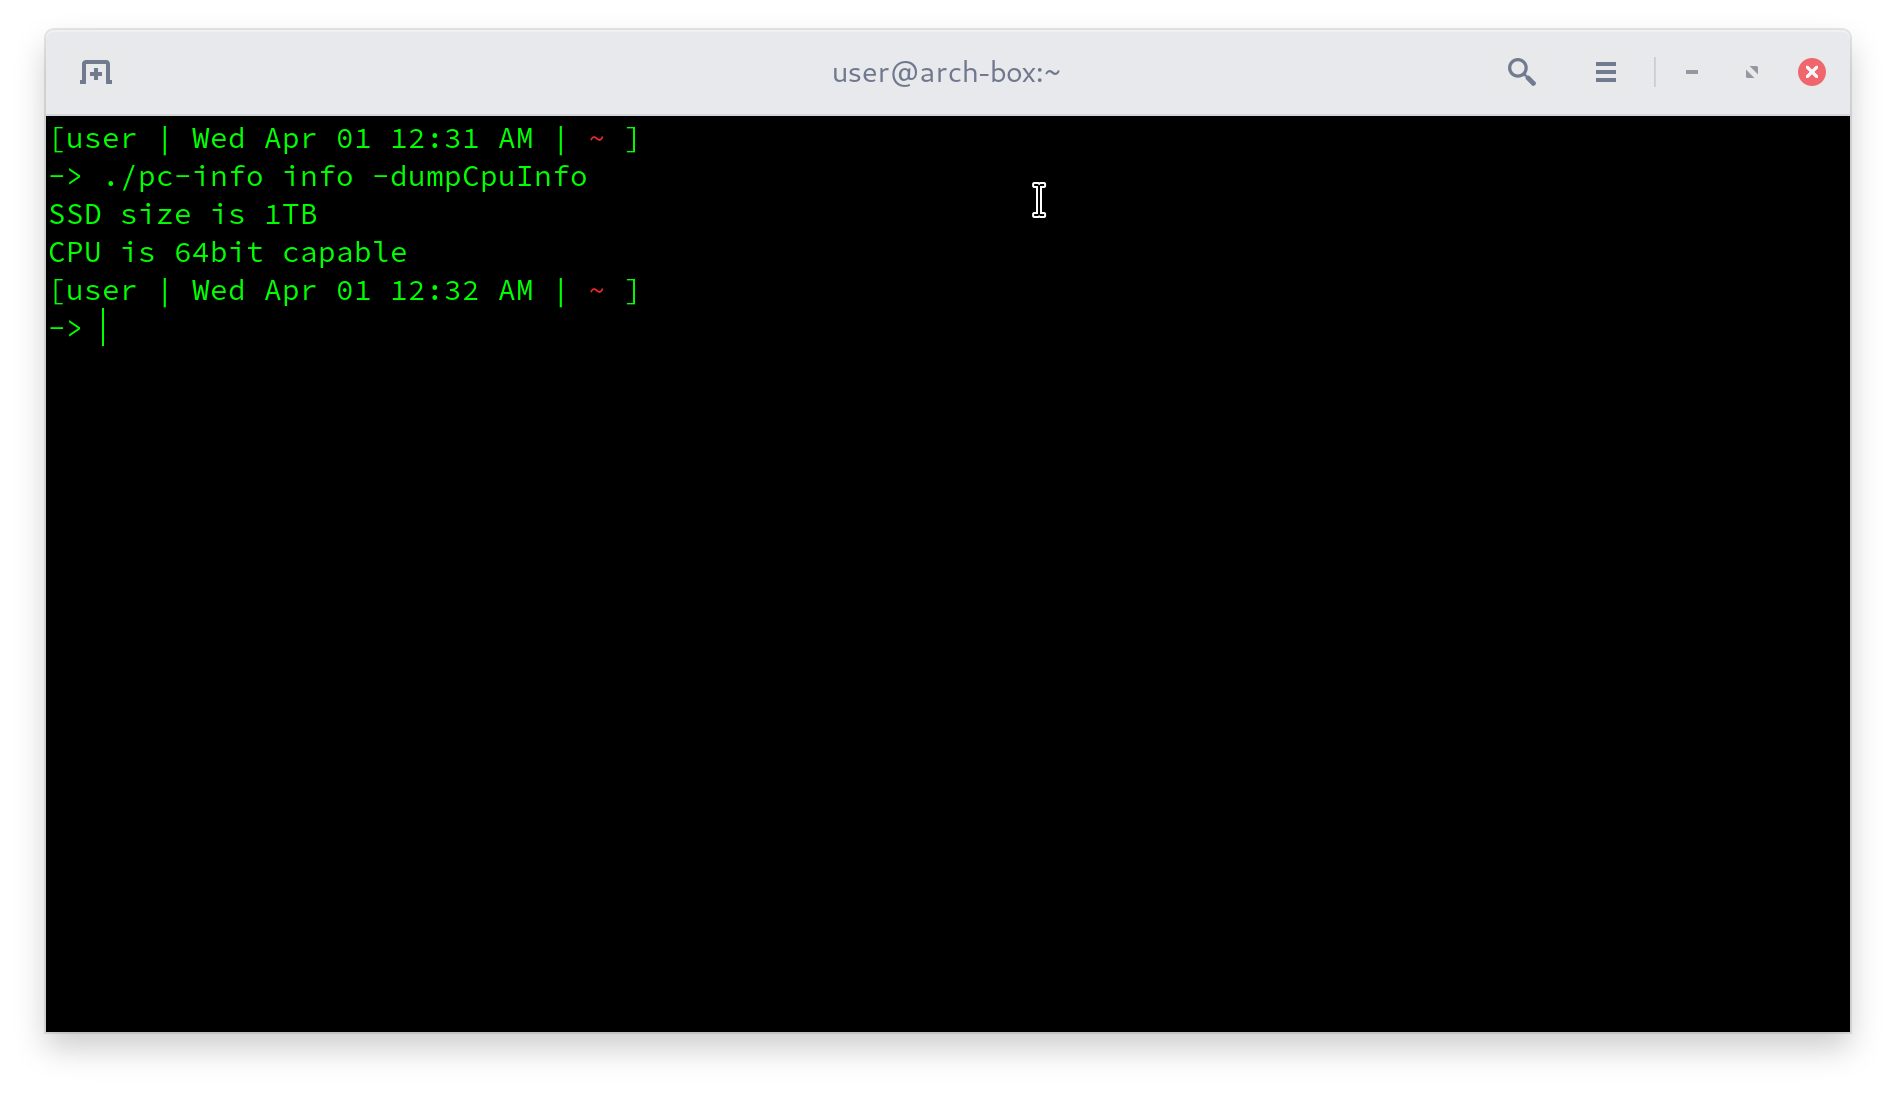 user@arch-box:~
[user | Wed Apr 01 12:31 AM | ~ ]
-> ./pc-info info -dumpCpuInfo
SSD size is 1TB
CPU is 64bit capable
[user | Wed Apr 01 12:32 AM | ~ ]
->